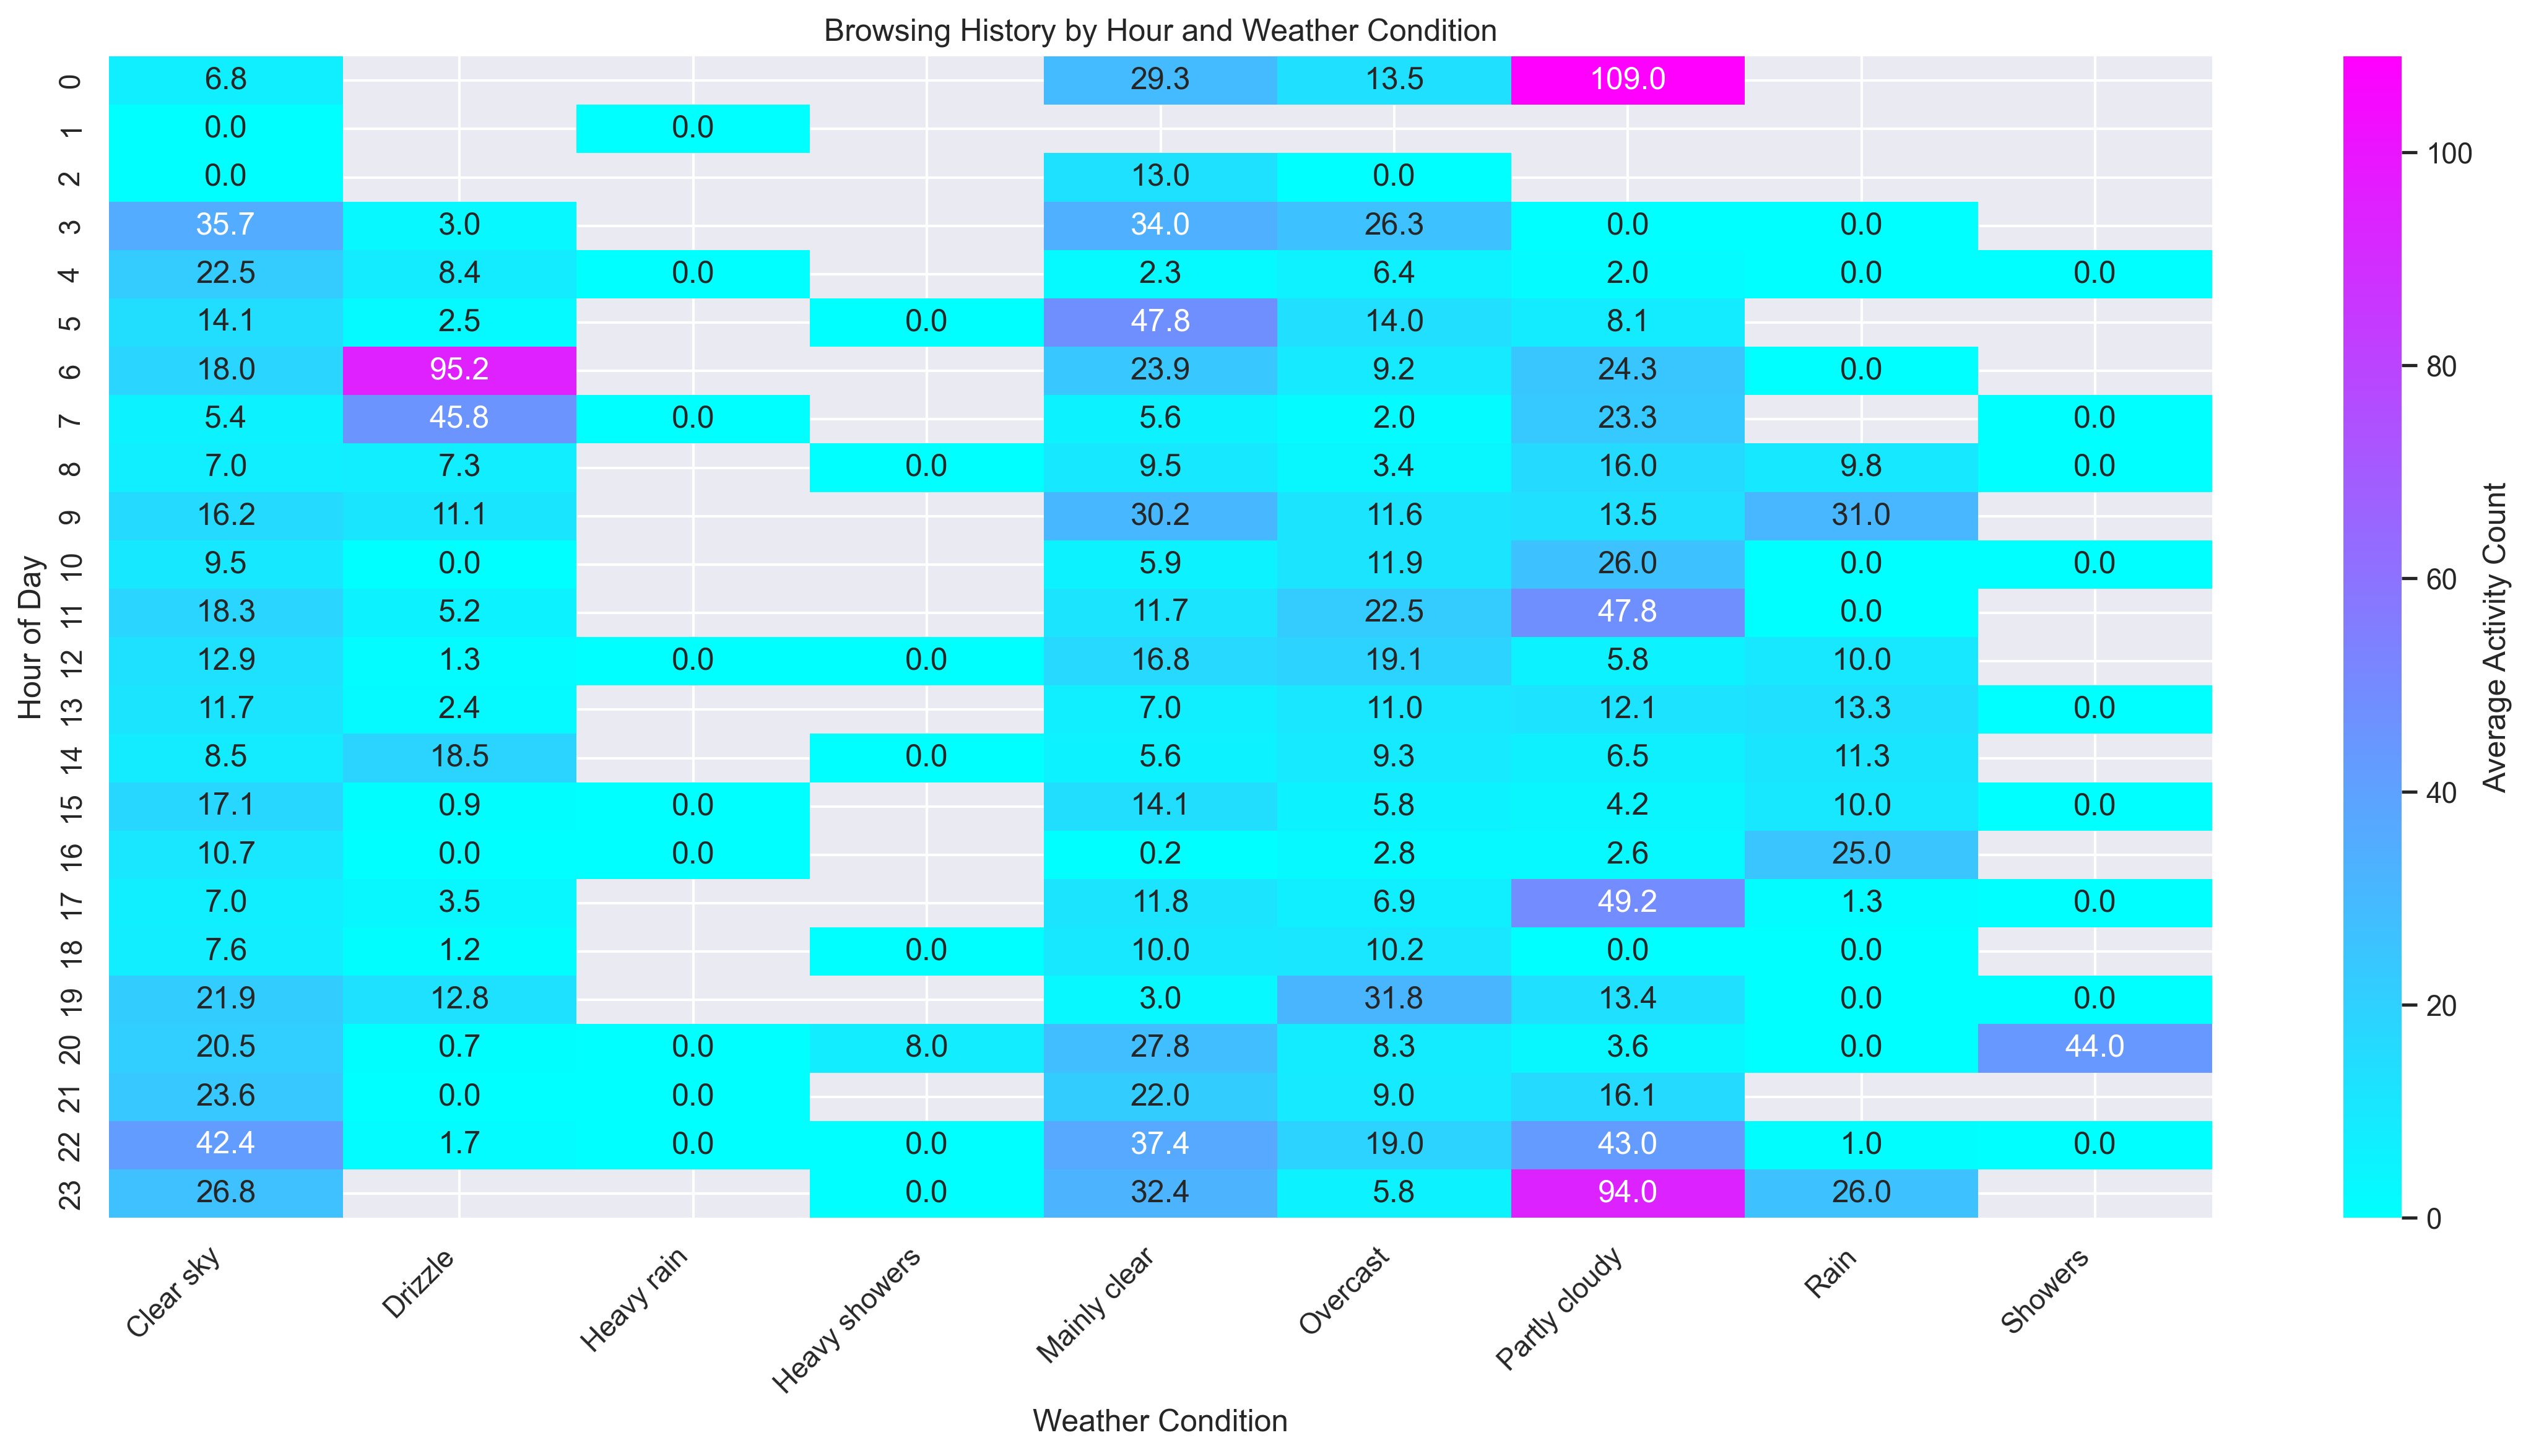 Browsing History by Hour and Weather Condition
0 6.8 29.3 13.5 109.0
1 0.0 0.0
2 0.0 13.0 0.0
3 35.7 3.0 34.0 26.3 0.0 0.0
4 22.5 8.4 0.0 2.3 6.4 2.0 0.0 0.0
5 14.1 2.5 0.0 47.8 14.0 8.1
6 18.0 95.2 23.9 9.2 24.3 0.0
7 5.4 45.8 0.0 5.6 2.0 23.3 0.0
8 7.0 7.3 0.0 9.5 3.4 16.0 9.8 0.0
9 16.2 11.1 30.2 11.6 13.5 31.0
10 9.5 0.0 5.9 11.9 26.0 0.0 0.0
11 18.3 5.2 11.7 22.5 47.8 0.0
12 12.9 1.3 0.0 0.0 16.8 19.1 5.8 10.0
13 11.7 2.4 7.0 11.0 12.1 13.3 0.0
14 8.5 18.5 0.0 5.6 9.3 6.5 11.3
15 17.1 0.9 0.0 14.1 5.8 4.2 10.0 0.0
16 10.7 0.0 0.0 0.2 2.8 2.6 25.0
17 7.0 3.5 11.8 6.9 49.2 1.3 0.0
18 7.6 1.2 0.0 10.0 10.2 0.0 0.0
19 21.9 12.8 3.0 31.8 13.4 0.0 0.0
20 20.5 0.7 0.0 8.0 27.8 8.3 3.6 0.0 44.0
21 23.6 0.0 0.0 22.0 9.0 16.1
22 42.4 1.7 0.0 0.0 37.4 19.0 43.0 1.0 0.0
23 26.8 0.0 32.4 5.8 94.0 26.0
Hour of Day
Clear sky
Drizzle
Heavy rain
Heavy showers
Mainly clear
Overcast
Partly cloudy
Rain
Showers
Weather Condition
100
80
60
40
20
0
Average Activity Count